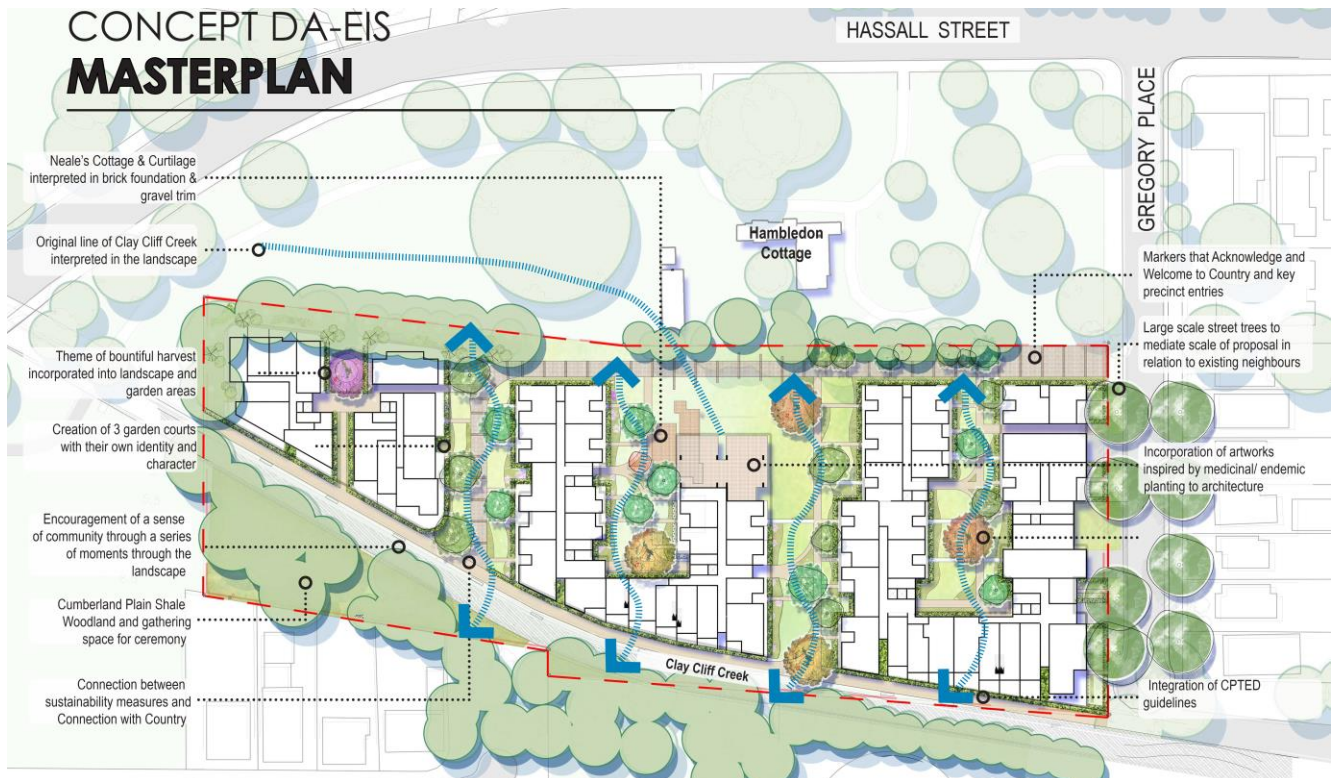 CONCEPT DA-EIS
MASTERPLAN
HASSALL STREET
GREGORY PLACE
Neale's Cottage & Curtilage
interpreted in brick foundation &
gravel trim
Original line of Clay Cliff Creek
interpreted in the landscape
Theme of bountiful harvest
incorporated into landscape and
garden areas
Creation of 3 garden courts
with their own identity and
character
Encouragement of a sense
of community through a series
of moments through the
landscape
Cumberland Plain Shale
Woodland and gathering
space for ceremony
Connection between
sustainability measures and
Connection with Country
Hambledon
Cottage
Clay Cliff Creek
Markers that Acknowledge and
Welcome to Country and key
precinct entries
Large scale street trees to
mediate scale of proposal in
relation to existing neighbours
Incorporation of artworks
inspired by medicinal/ endemic
planting to architecture
Integration of CPTED
guidelines